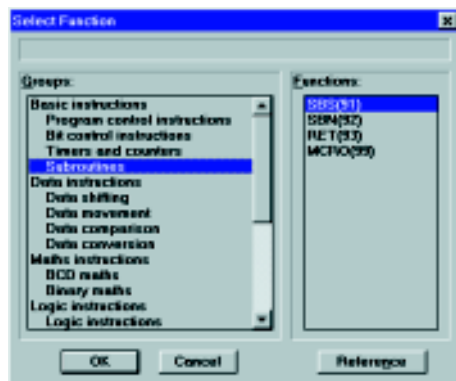 Select Function
Groups:
Basic instructions
Program control instructions
Bit control instructions
Timers and counters
Subroutines
Data instructions
Data shifting
Data movement
Data comparison
Data conversion
Maths instructions
BCD maths
Binary maths
Logic instructions
Logic instructions
Functions:
SBS(91)
SBN(92)
RET(93)
MCRO(99)
OK
Cancel
Reference